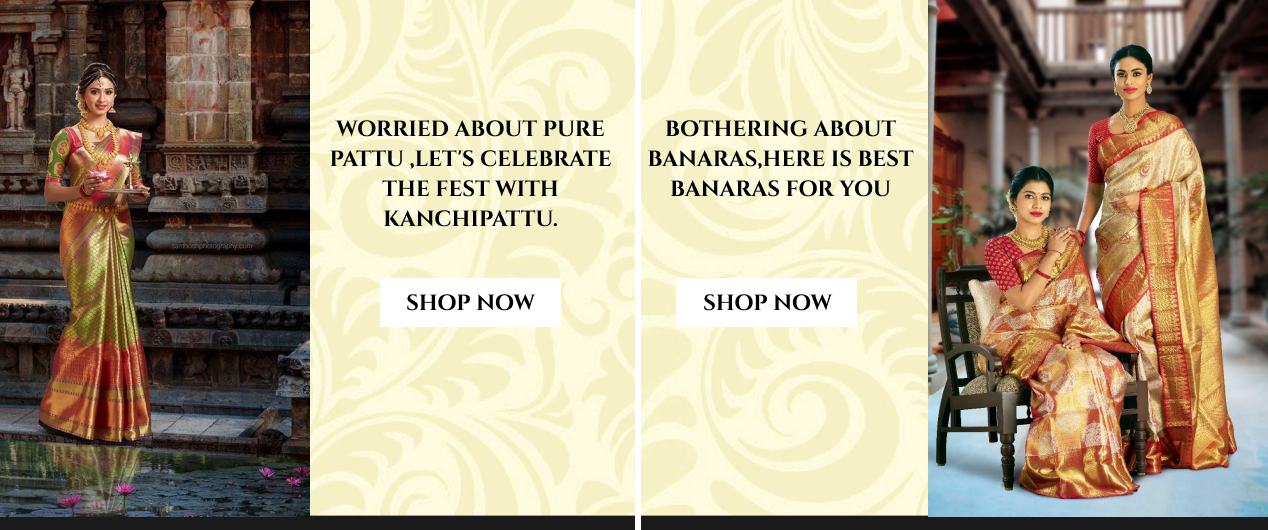 WORRIED ABOUT PURE
PATTU ,LET'S CELEBRATE
THE FEST WITH
KANCHIPATTU.
SHOP NOW
BOTHERING ABOUT
BANARAS,HERE IS BEST
BANARAS FOR YOU
SHOP NOW
santhoshphotography.com